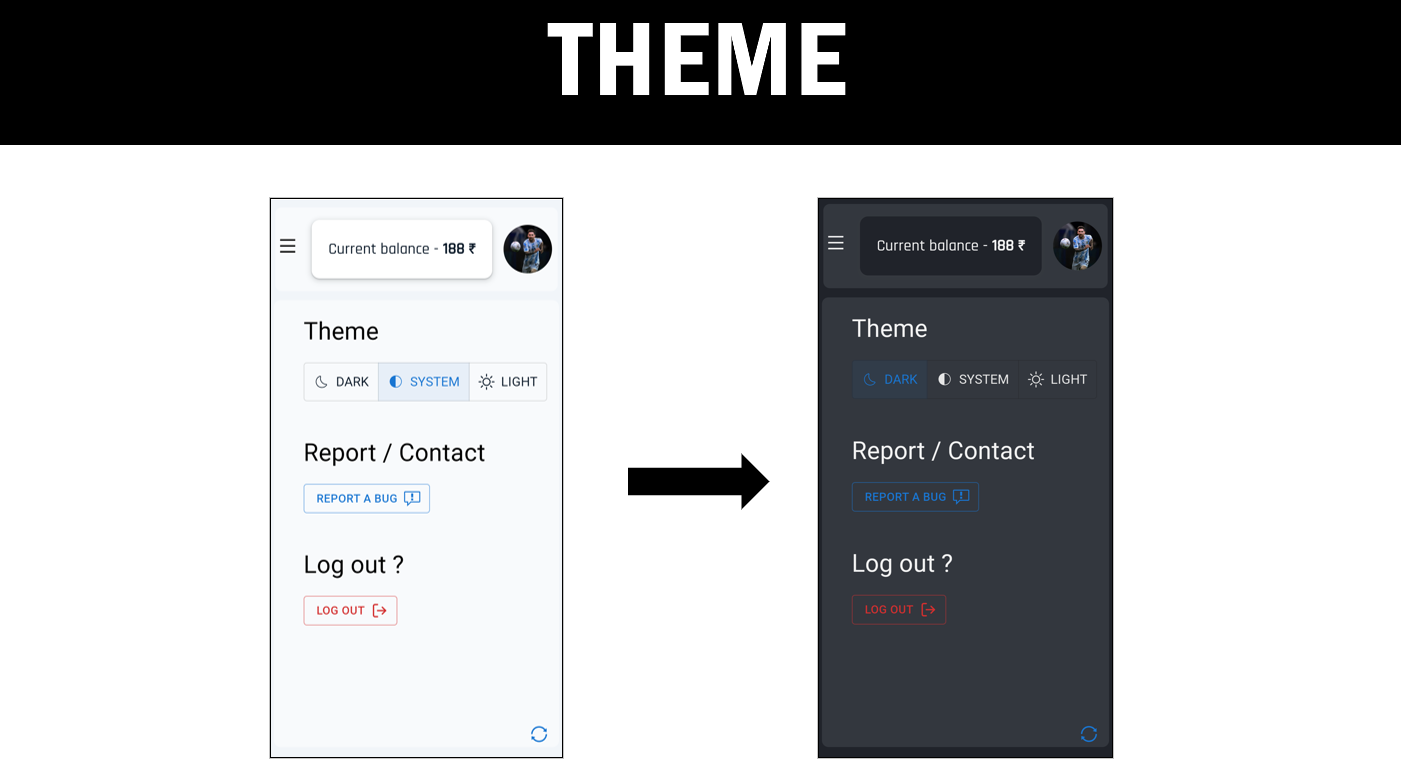 THEME
Current balance - 188 ₹
Theme
DARK SYSTEM LIGHT
Report / Contact
REPORT A BUG
Log out ?
LOG OUT
Current balance - 188 ₹
Theme
DARK SYSTEM LIGHT
Report / Contact
REPORT A BUG
Log out ?
LOG OUT